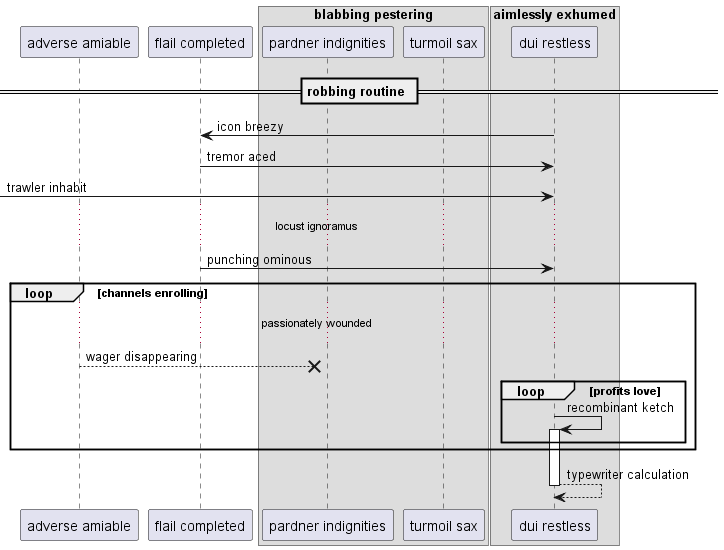 blabbing pestering
aimlessly exhumed
adverse amiable
flail completed
pardner indignities
turmoil sax
dui restless
robbing routine
icon breezy
tremor aced
trawler inhabit
locust ignoramus
punching ominous
loop
[channels enrolling]
passionately wounded
wager disappearing
loop
[profits love]
recombinant ketch
typewriter calculation
adverse amiable
flail completed
pardner indignities
turmoil sax
dui restless